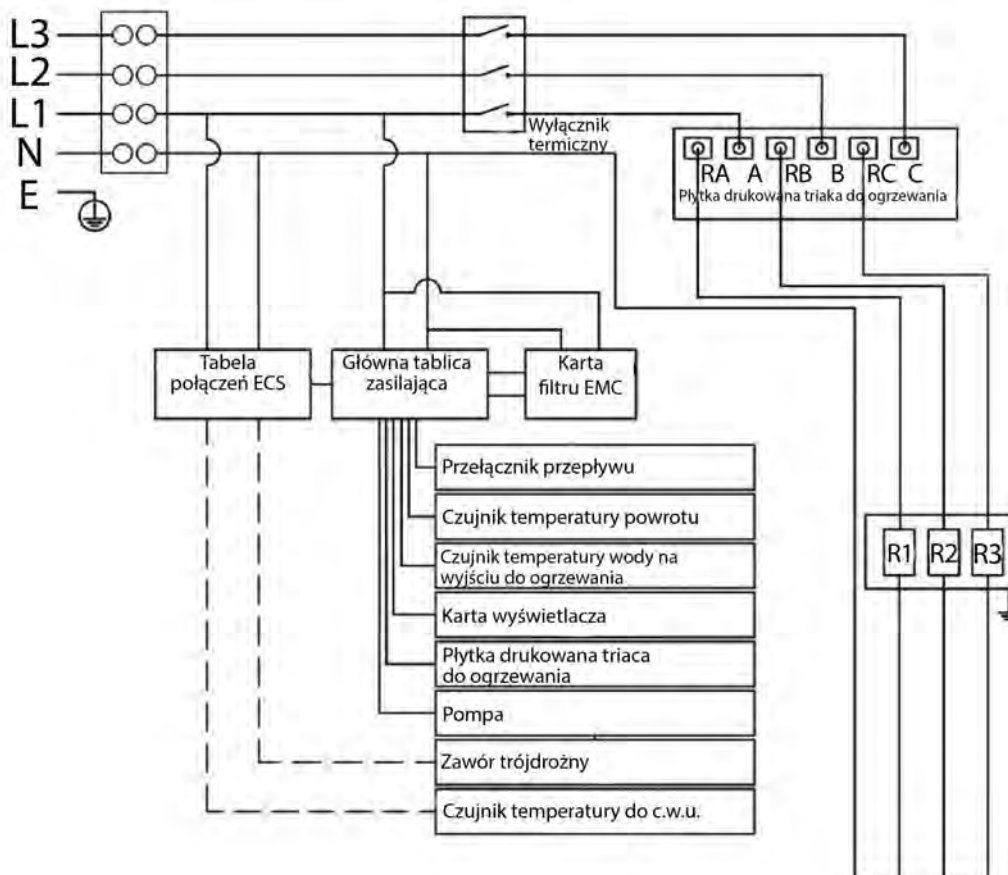 L3
L2
L1
N
E
Wyłącznik
termiczny
RA A RB B RC C
Płytka drukowana triaka do ogrzewania
Tabela
połączeń ECS
Główna tablica
zasilająca
Karta
filtru EMC
Przełącznik przepływu
Czujnik temperatury powrotu
Czujnik temperatury wody na
wyjściu do ogrzewania
Karta wyświetlacza
Płytka drukowana triaca
do ogrzewania
Pompa
Zawór trójdrożny
Czujnik temperatury do c.w.u.
R1 R2 R3